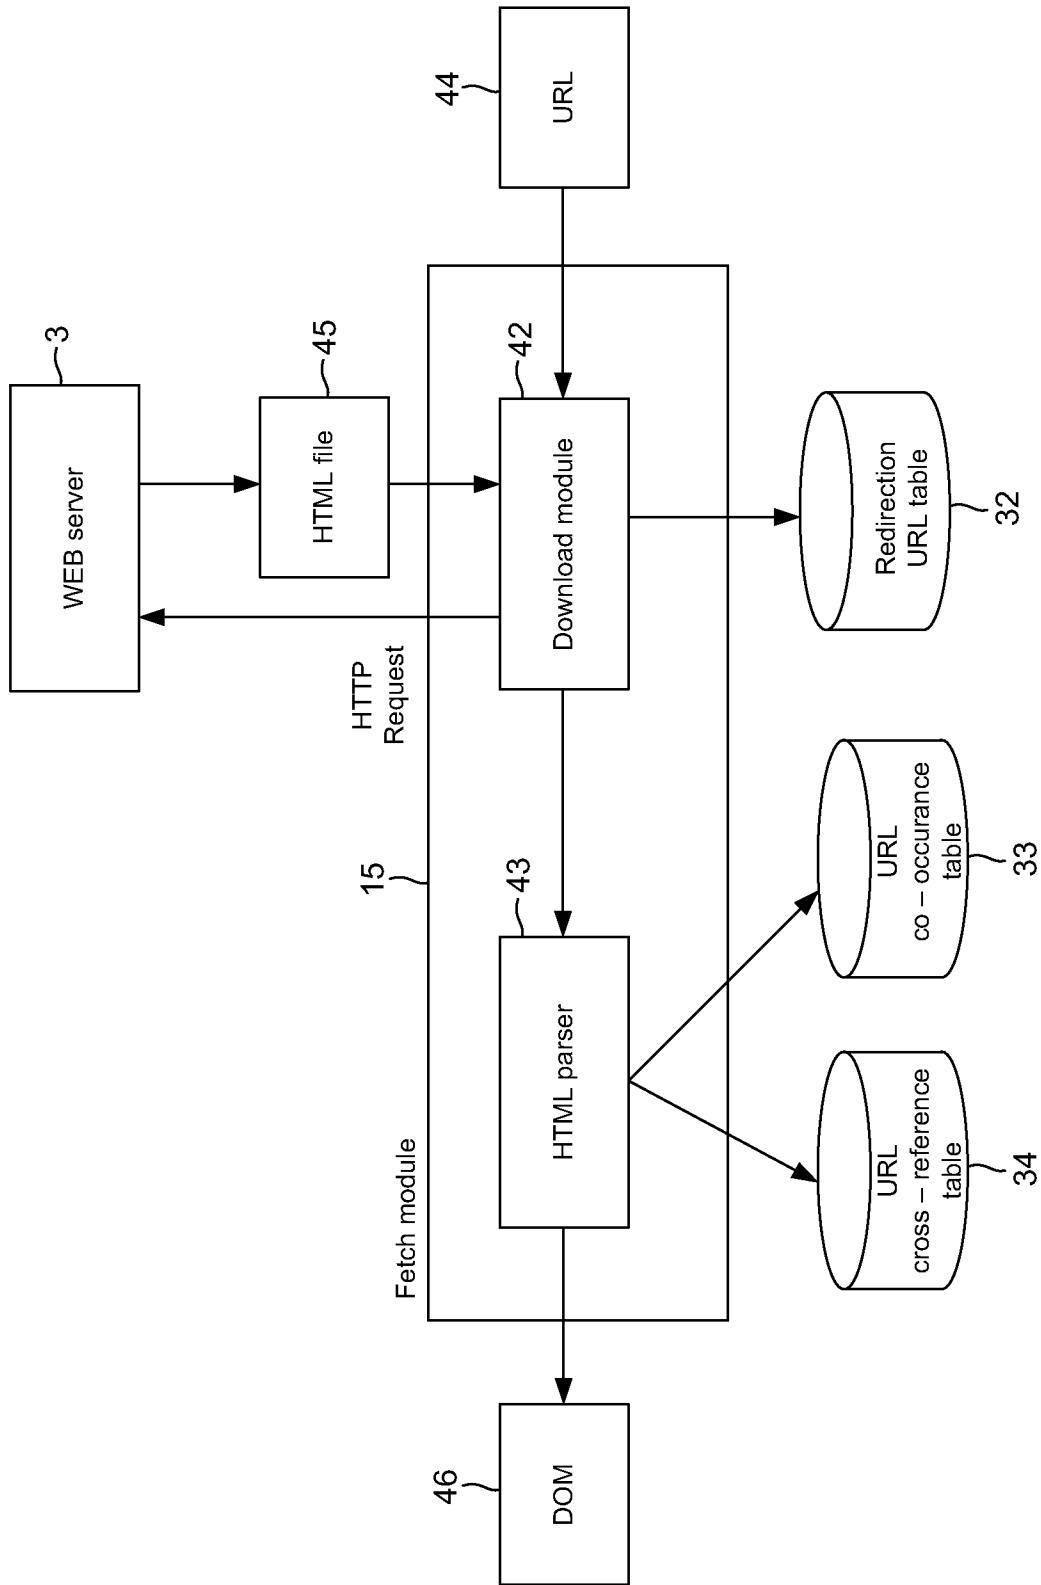 WEB server
3
HTML file
45
HTTP
Request
URL
44
Download module
42
15
Fetch module
HTML parser
43
DOM
46
Redirection
URL table
32
URL
co – occurance
table
33
URL
cross – reference
table
34